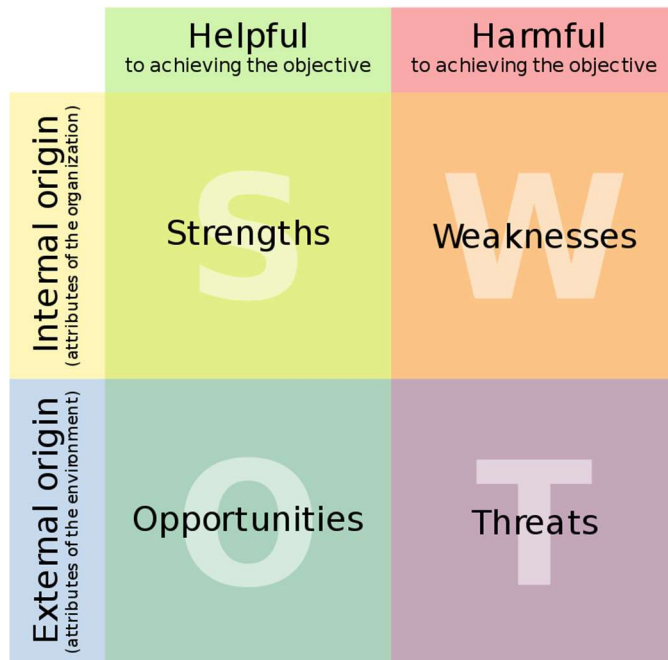 Helpful
to achieving the objective
Harmful
to achieving the objective
Internal origin
(attributes of the organization)
S
Strengths
W
Weaknesses
External origin
(attributes of the environment)
O
Opportunities
T
Threats